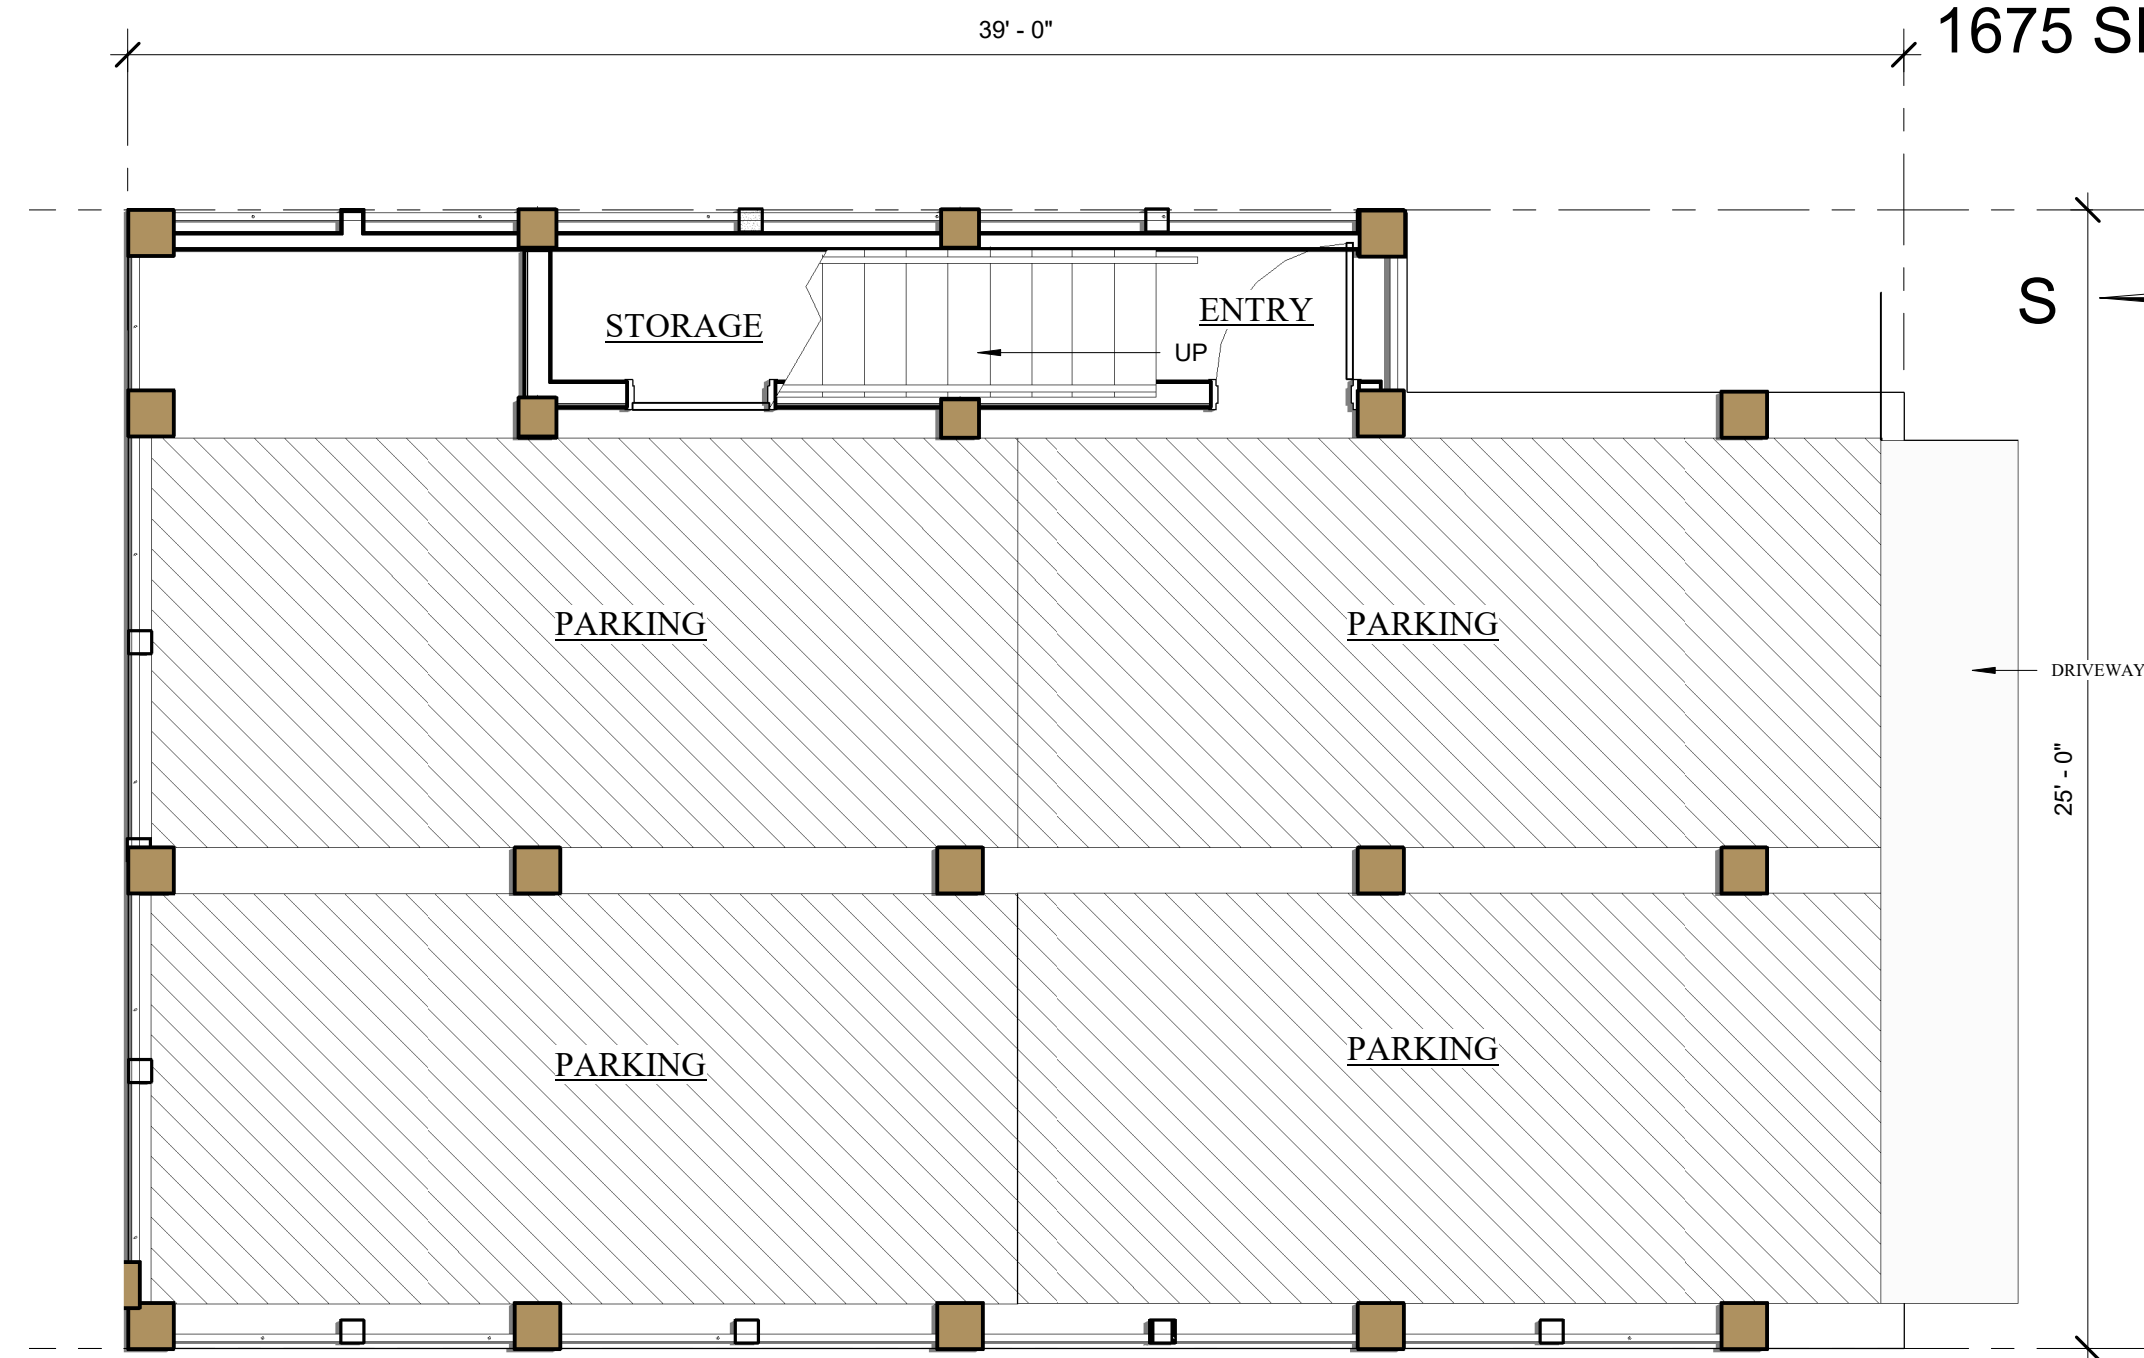 39' - 0"
1675 S
S
STORAGE
ENTRY
UP
PARKING
PARKING
DRIVEWAY
25' - 0"
PARKING
PARKING